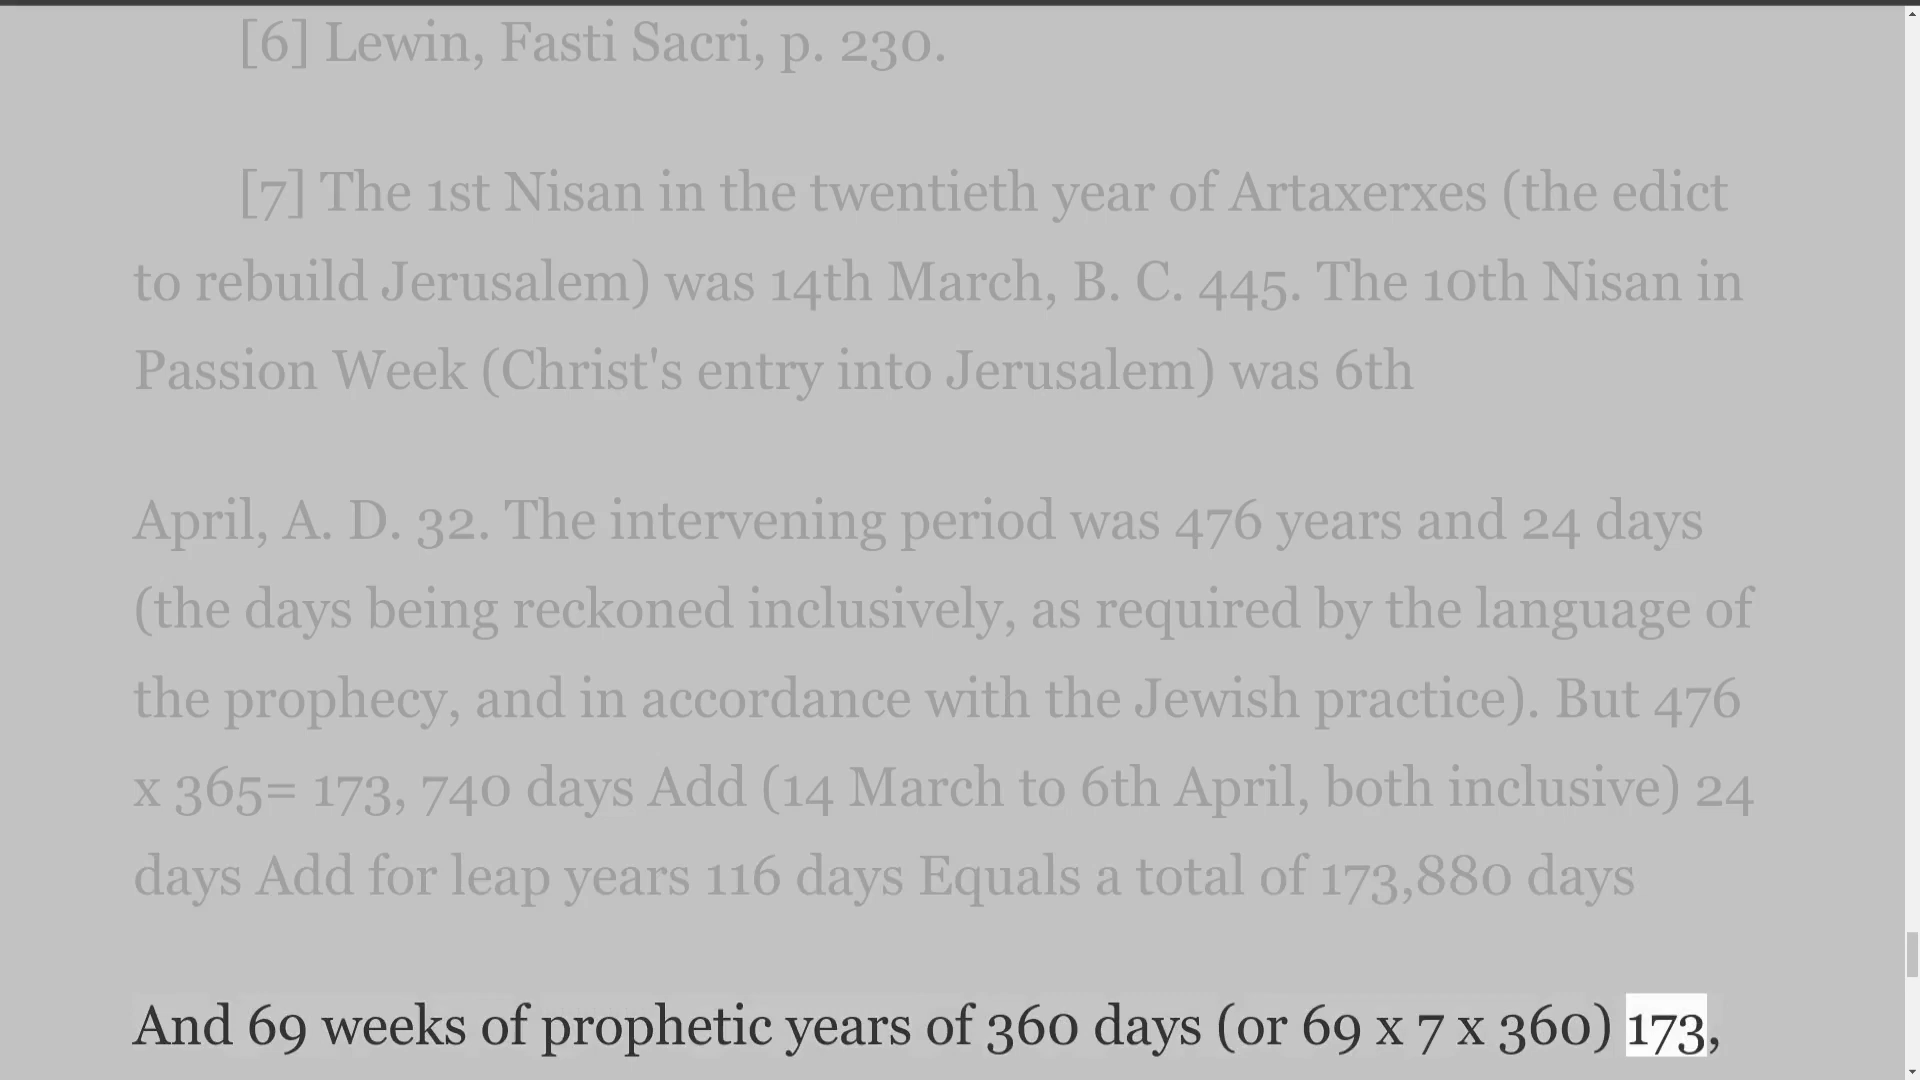 [6] Lewin, Fasti Sacri, p. 230.
[7] The 1st Nisan in the twentieth year of Artaxerxes (the edict
to rebuild Jerusalem) was 14th March, B. C. 445. The 10th Nisan in
Passion Week (Christ's entry into Jerusalem) was 6th
April, A. D. 32. The intervening period was 476 years and 24 days
(the days being reckoned inclusively, as required by the language of
the prophecy, and in accordance with the Jewish practice). But 476
x 365= 173, 740 days Add (14 March to 6th April, both inclusive) 24
days Add for leap years 116 days Equals a total of 173,880 days
And 69 weeks of prophetic years of 360 days (or 69 x 7 x 360) 173,